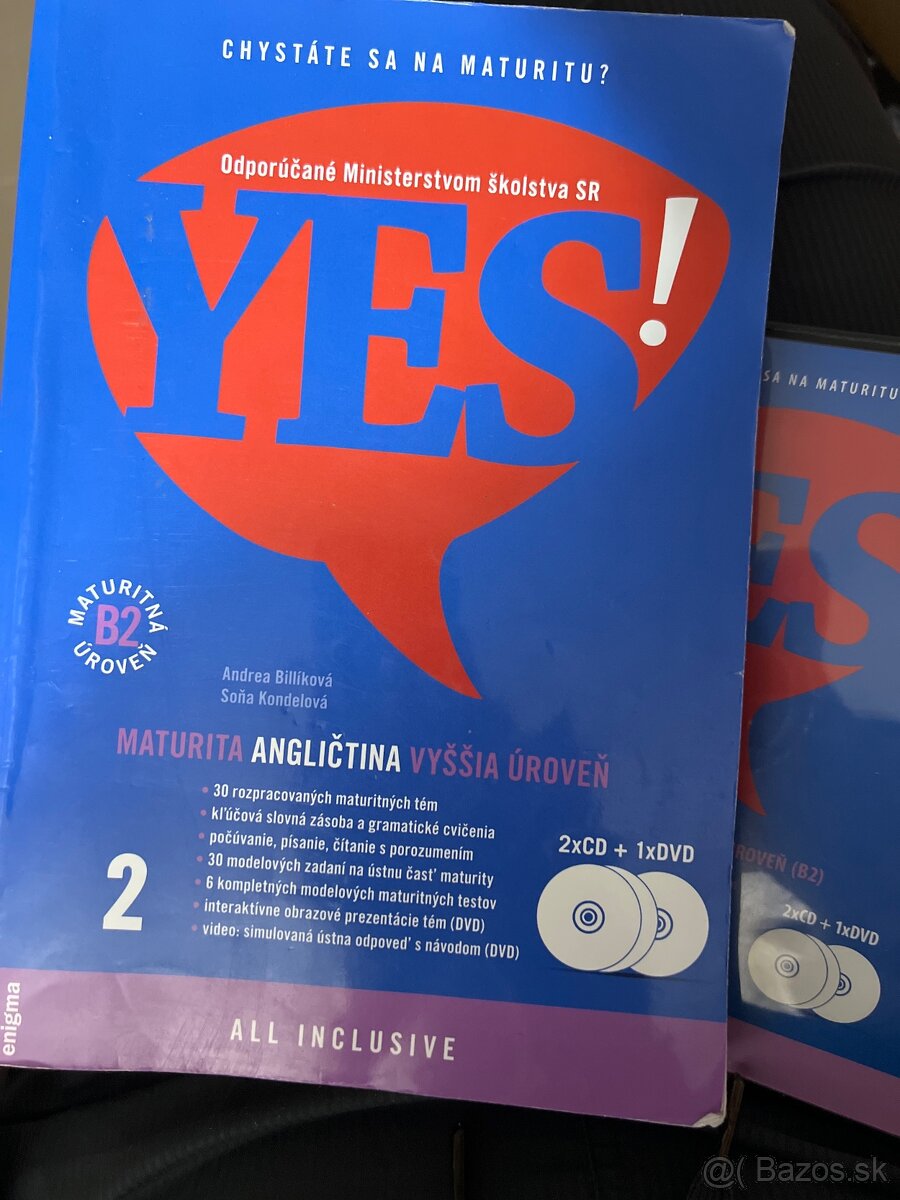 CHYSTÁTE SA NA MATURITU?
Odporúčané Ministerstvom školstva SR
YES!
MATURITNÁ
B2
ÚROVEŇ
Andrea Billíková
Soňa Kondelová
MATURITA ANGLIČTINA VYŠŠIA ÚROVEŇ
• 30 rozpracovaných maturitných tém
• kľúčová slovná zásoba a gramatické cvičenia
• počúvanie, písanie, čítanie s porozumením
• 30 modelových zadaní na ústnu časť maturity
• 6 kompletných modelových maturitných testov
• interaktívne obrazové prezentácie tém (DVD)
• video: simulovaná ústna odpoveď s návodom (DVD)
2
2xCD + 1xDVD
enigma
ALL INCLUSIVE
SA NA MATURITU
ES
ROVEŇ (B2)
2xCD + 1xDVD
@( Bazos.sk